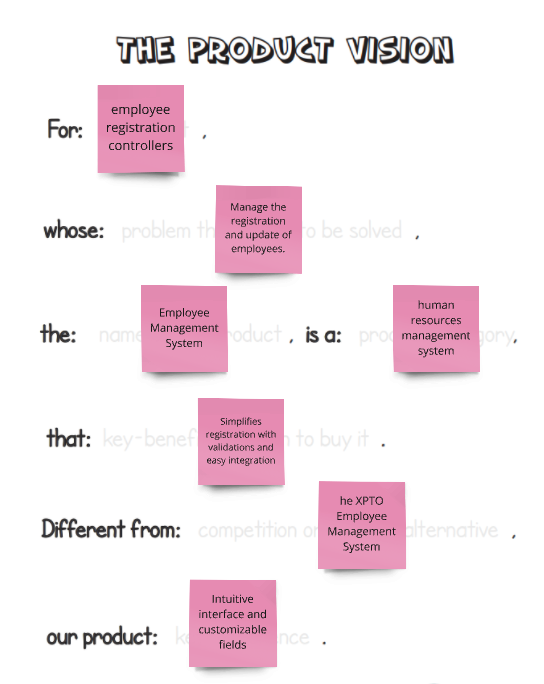 THE PRODUCT VISION
For: employee
registration
controllers ,
whose: problem th Manage the
registration
and update of
employees. to be solved ,
the: name Employee
Management
System roduct , is a: pro human
resources
management
system gory,
that: key-benef Simplifies
registration with
validations and
easy integration n to buy it .
Different from: competition or he XPTO
Employee
Management
System alternative ,
our product: k Intuitive
interface and
customizable
fields nce .